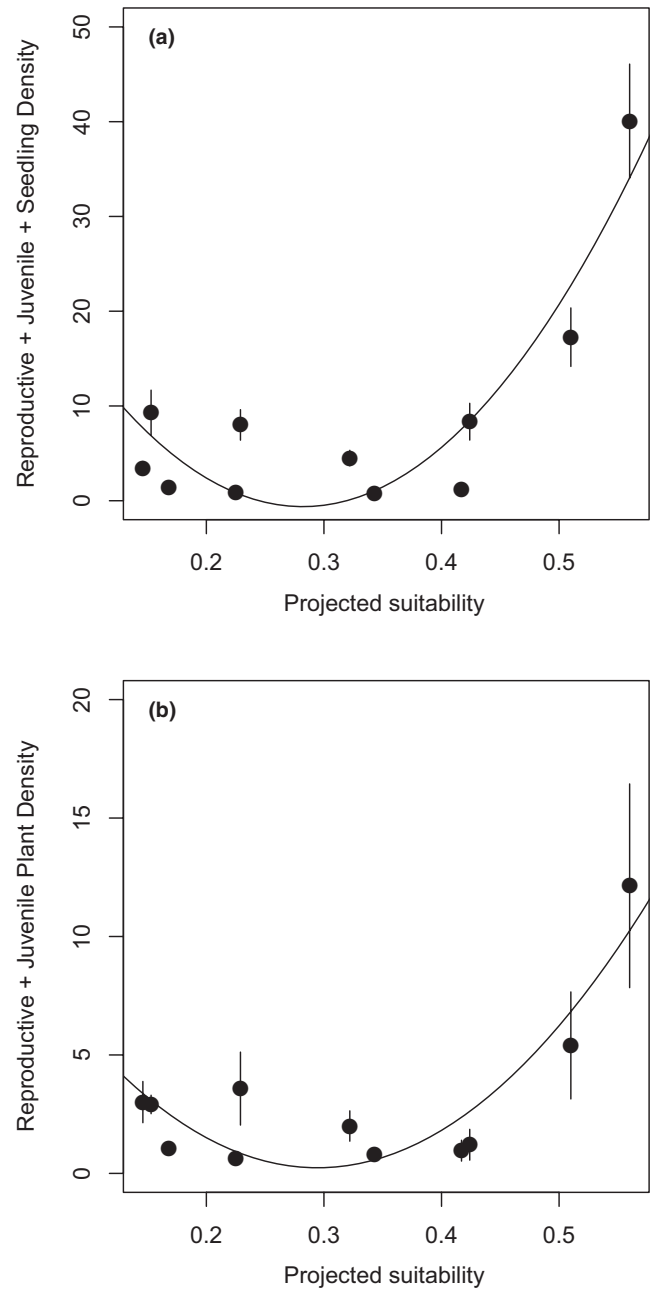 (a)
Reproductive + Juvenile + Seedling Density
50
40
30
20
10
0
0.2 0.3 0.4 0.5
Projected suitability
(b)
Reproductive + Juvenile Plant Density
20
15
10
5
0
0.2 0.3 0.4 0.5
Projected suitability